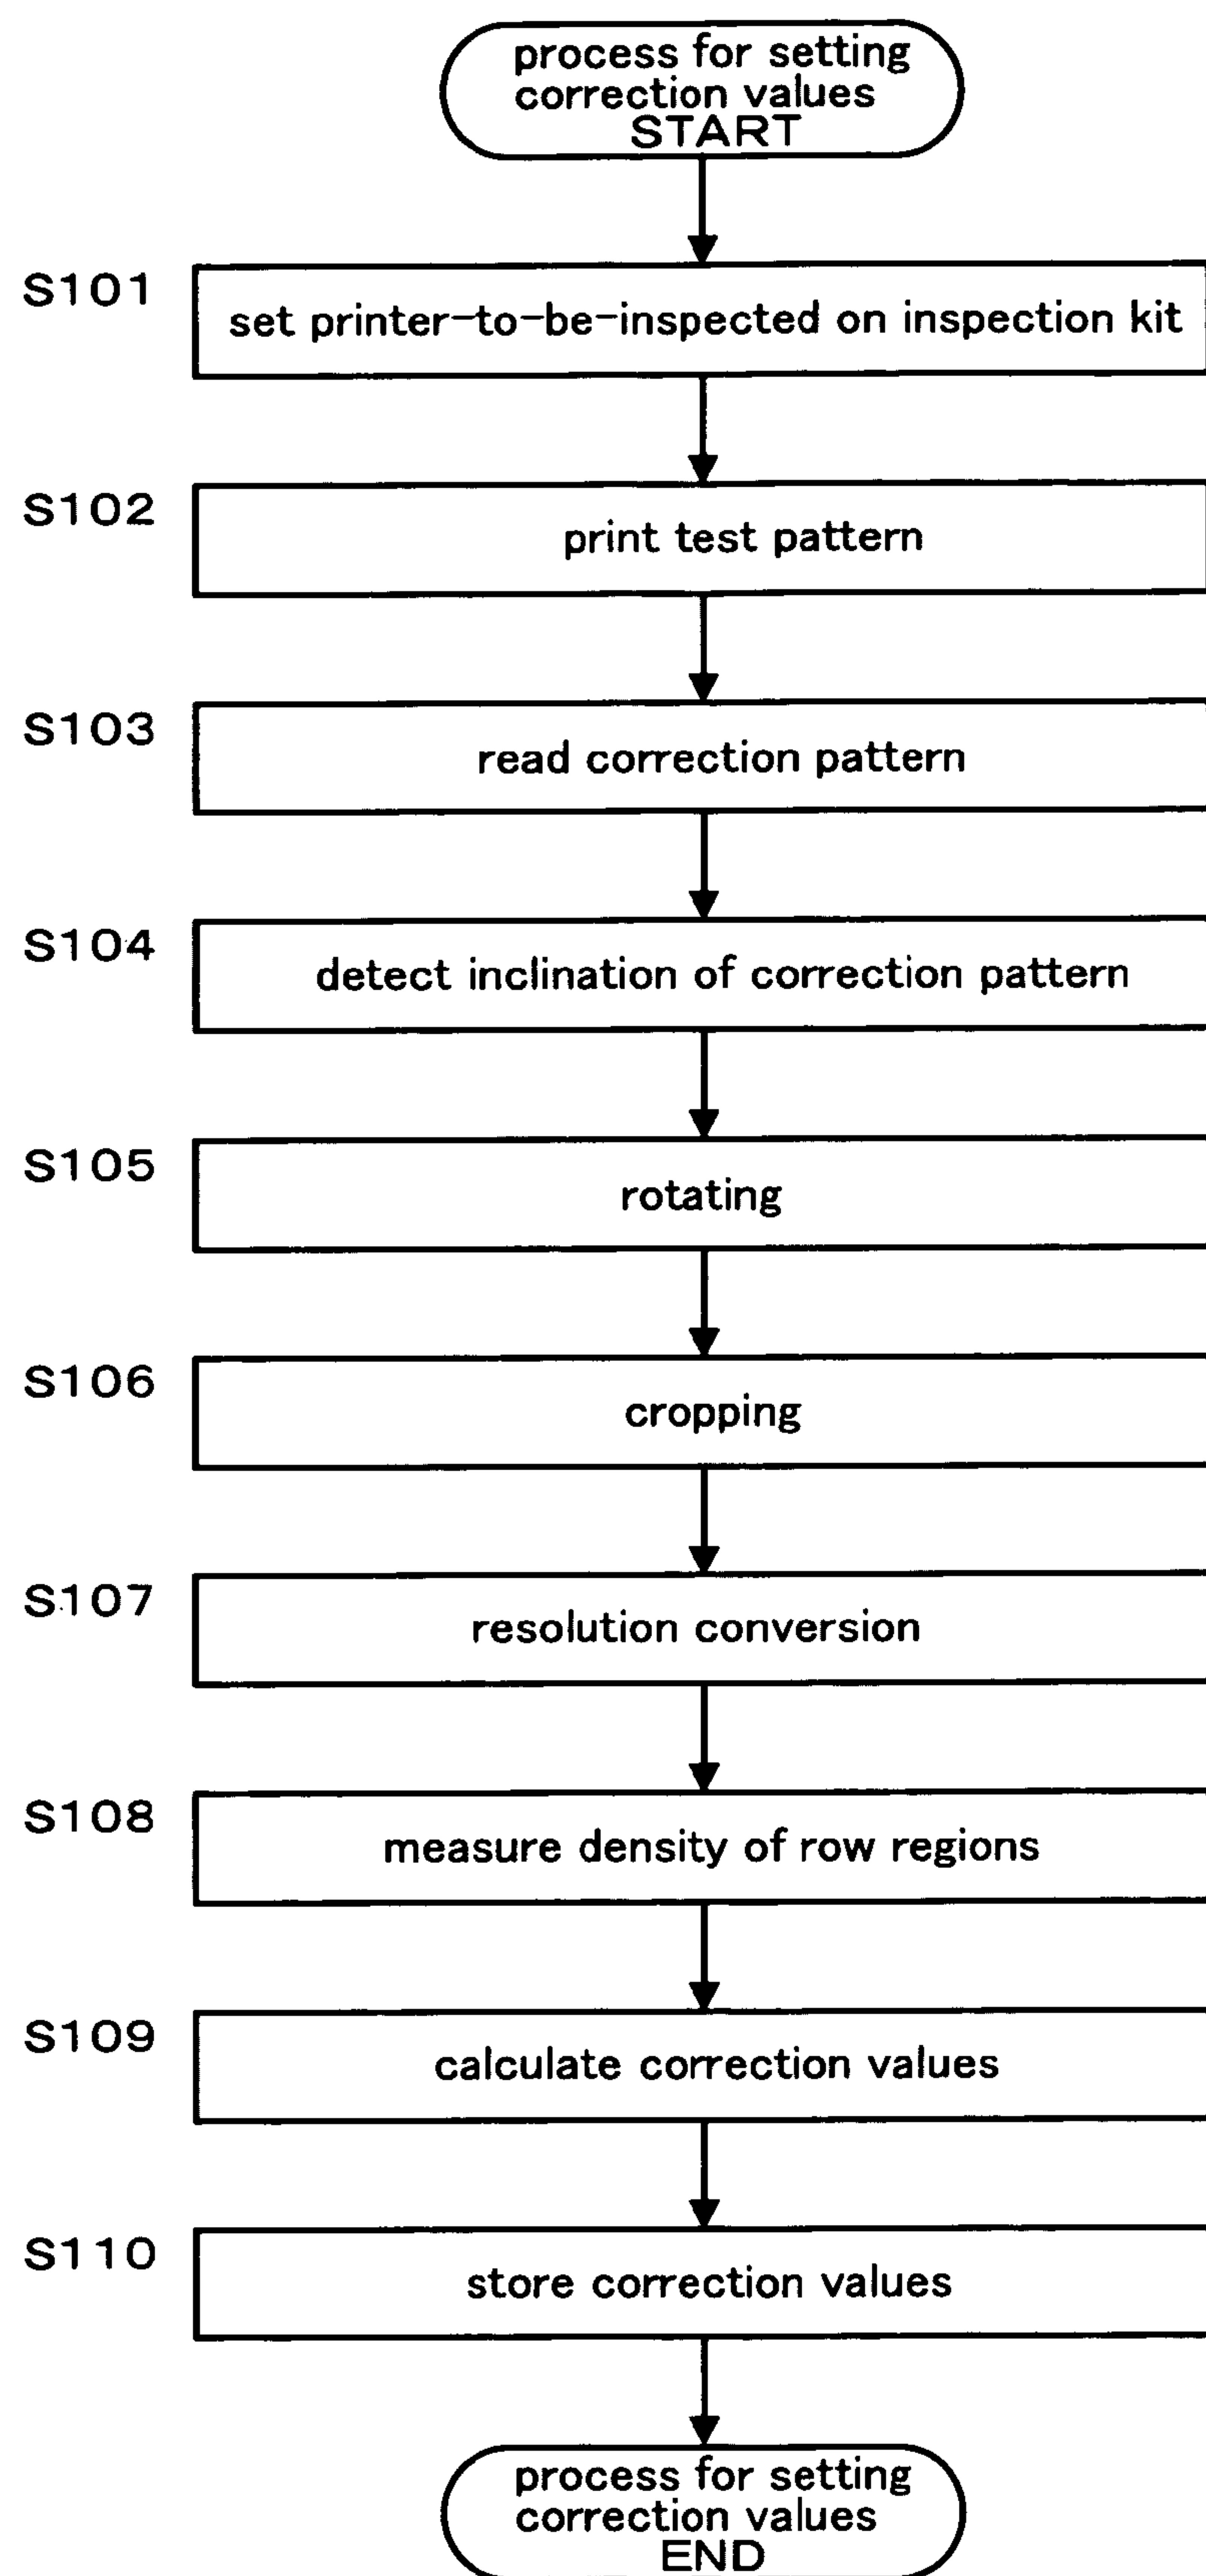 process for setting
correction values
START
S101
set printer-to-be-inspected on inspection kit
S102
print test pattern
S103
read correction pattern
S104
detect inclination of correction pattern
S105
rotating
S106
cropping
S107
resolution conversion
S108
measure density of row regions
S109
calculate correction values
S110
store correction values
process for setting
correction values
END